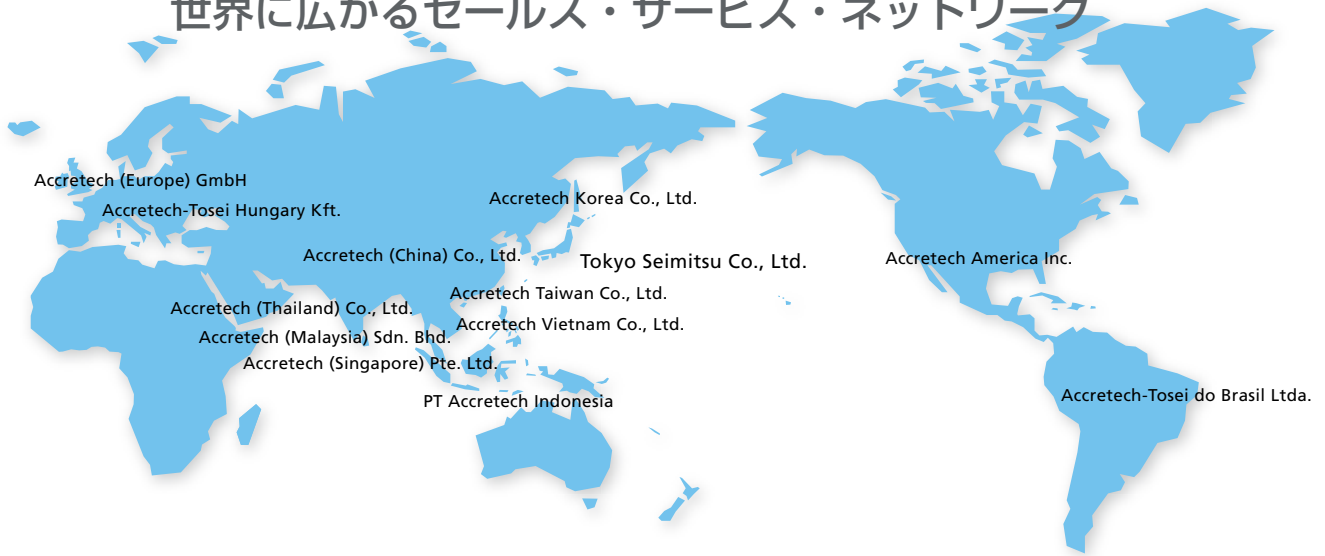 世界に広がるセールス・サービス・ネットワーク
Accretech (Europe) GmbH
Accretech-Tosei Hungary Kft.
Accretech Korea Co., Ltd.
Accretech (China) Co., Ltd.
Tokyo Seimitsu Co., Ltd.
Accretech America Inc.
Accretech Taiwan Co., Ltd.
Accretech (Thailand) Co., Ltd.
Accretech Vietnam Co., Ltd.
Accretech (Malaysia) Sdn. Bhd.
Accretech (Singapore) Pte. Ltd.
PT Accretech Indonesia
Accretech-Tosei do Brasil Ltda.